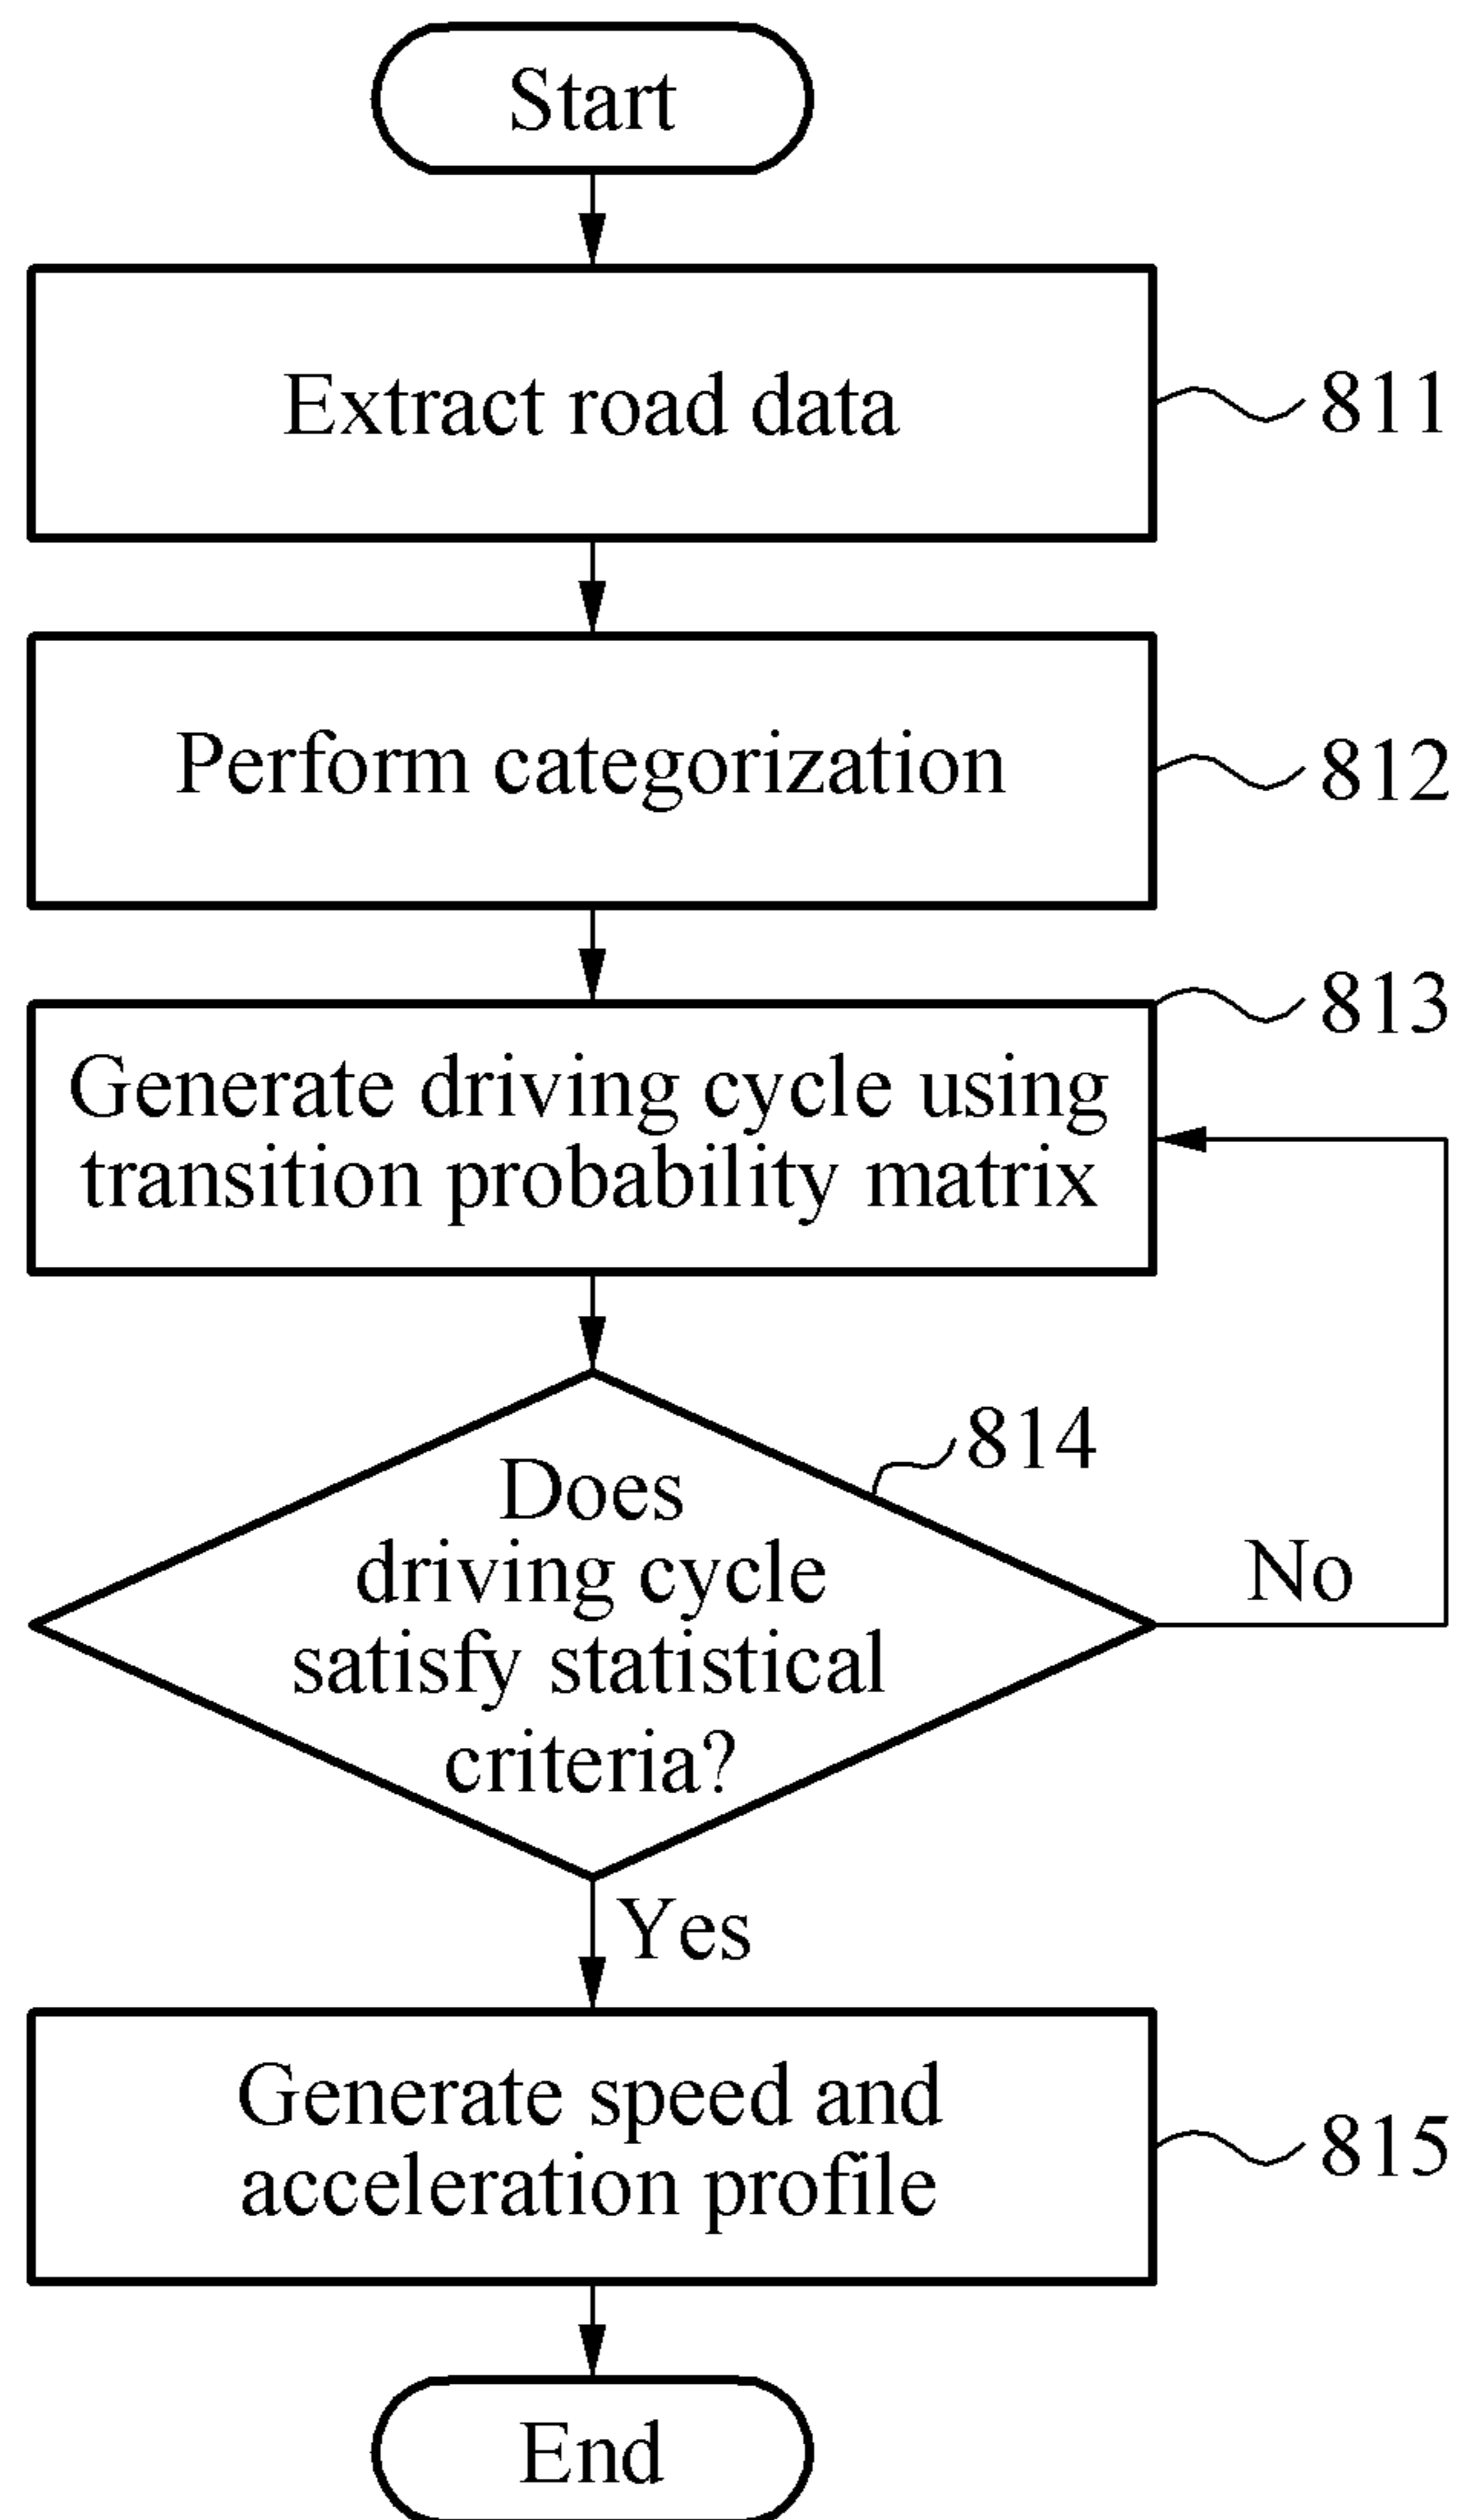 Start
Extract road data
811
Perform categorization
812
813
Generate driving cycle using
transition probability matrix
814
Does
driving cycle
satisfy statistical
criteria?
No
Yes
Generate speed and
acceleration profile
815
End